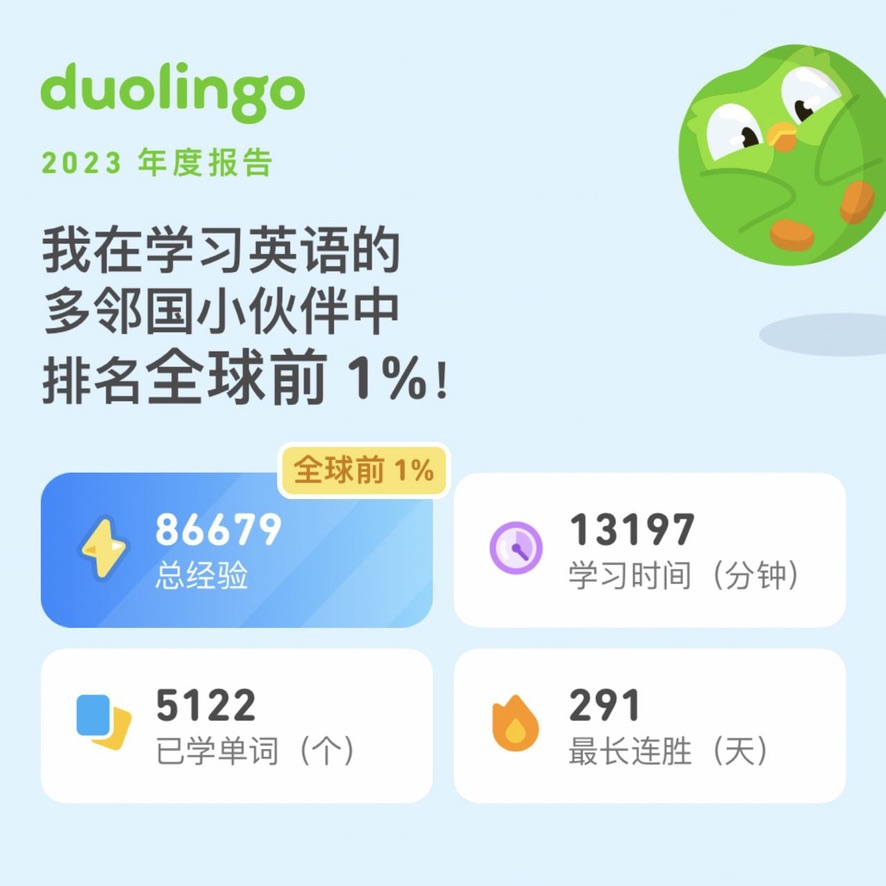 duolingo
2023 年度报告
我在学习英语的
多邻国小伙伴中
排名全球前 1%!
全球前 1%
86679
总经验
13197
学习时间（分钟）
5122
已学单词（个）
291
最长连胜（天）